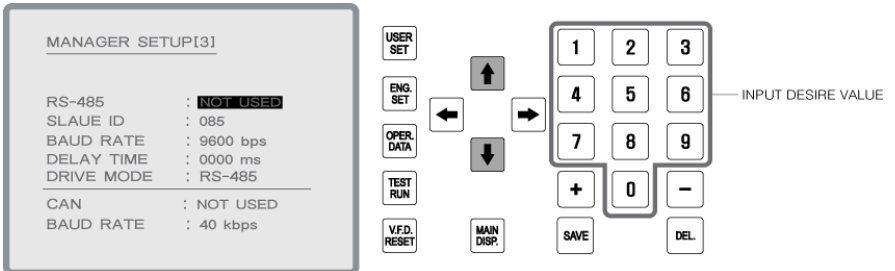 MANAGER SETUP[3]
RS-485 : NOT USED
SLAUE ID : 085
BAUD RATE : 9600 bps
DELAY TIME : 0000 ms
DRIVE MODE : RS-485
CAN : NOT USED
BAUD RATE : 40 kbps
USER
SET
ENG.
SET
OPER.
DATA
TEST
RUN
V.F.D.
RESET
MAIN
DISP.
1 2 3
4 5 6
7 8 9
+ 0 −
SAVE DEL.
INPUT DESIRE VALUE